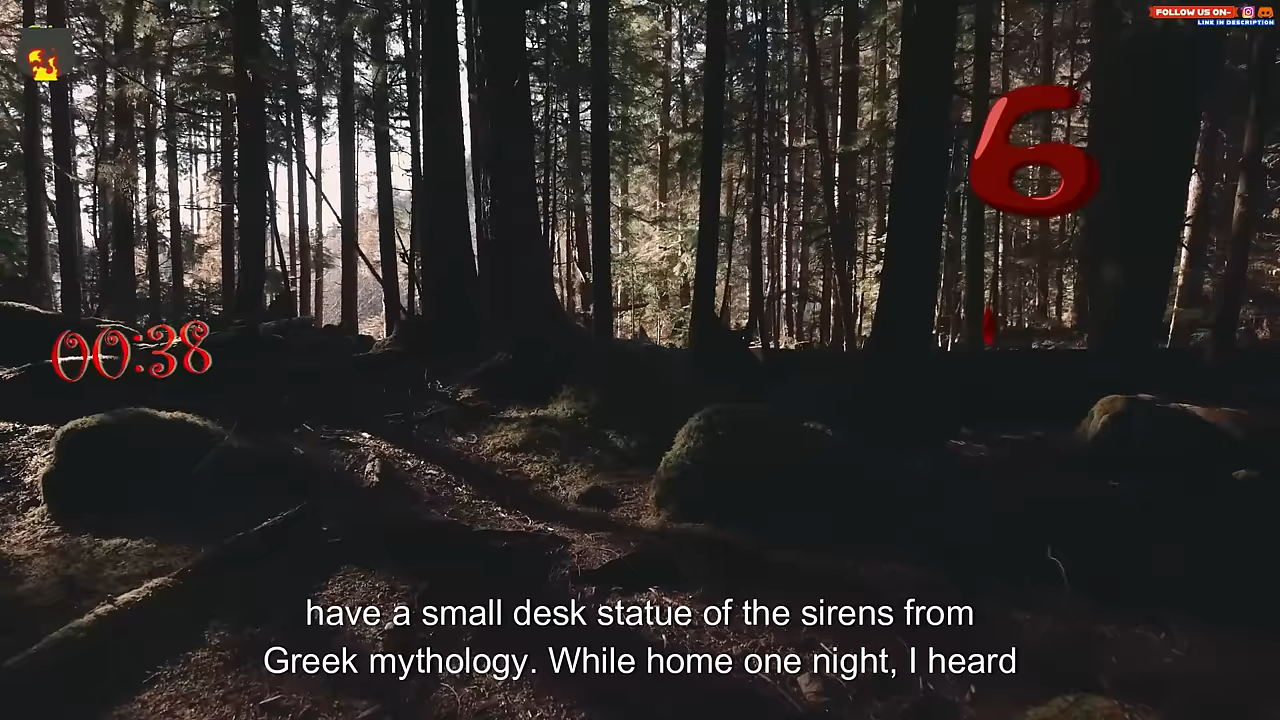 FOLLOW US ON-
LINK IN DESCRIPTION
6
00:38
have a small desk statue of the sirens from
Greek mythology. While home one night, I heard